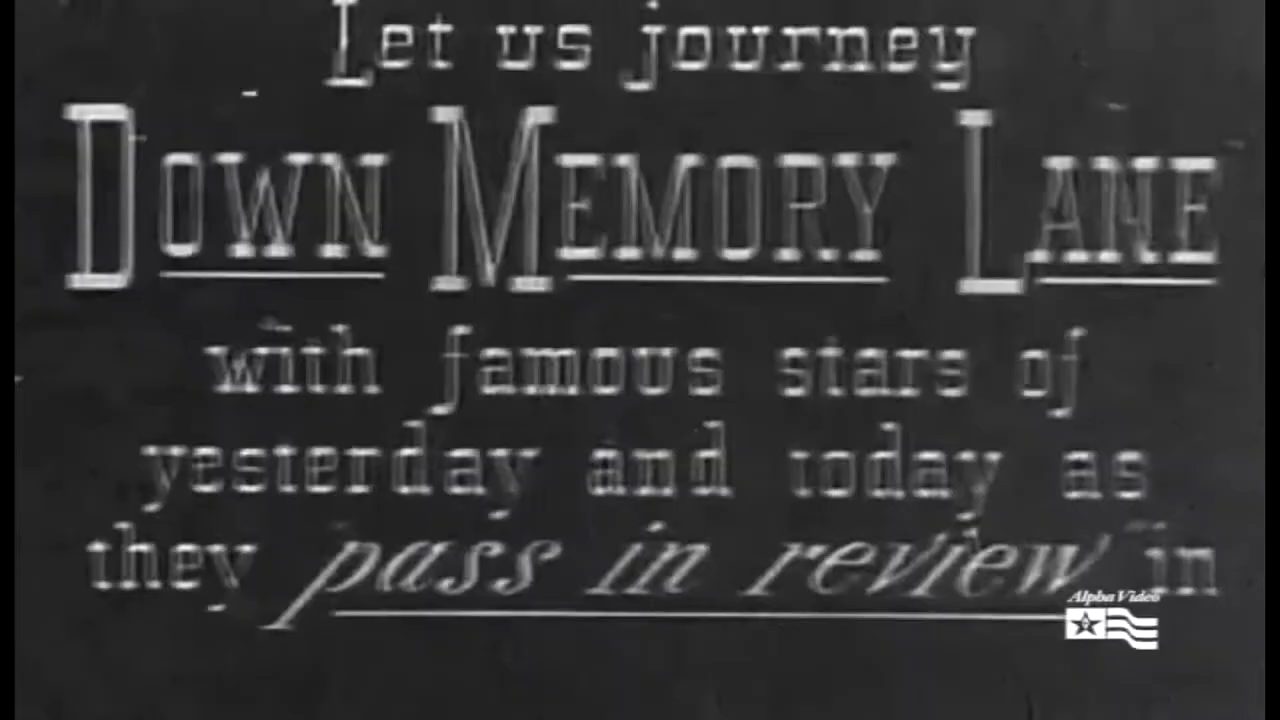 Let us journey
DOWN MEMORY LANE
with famous stars of
yesterday and today as
they pass in review in
Alpha Video